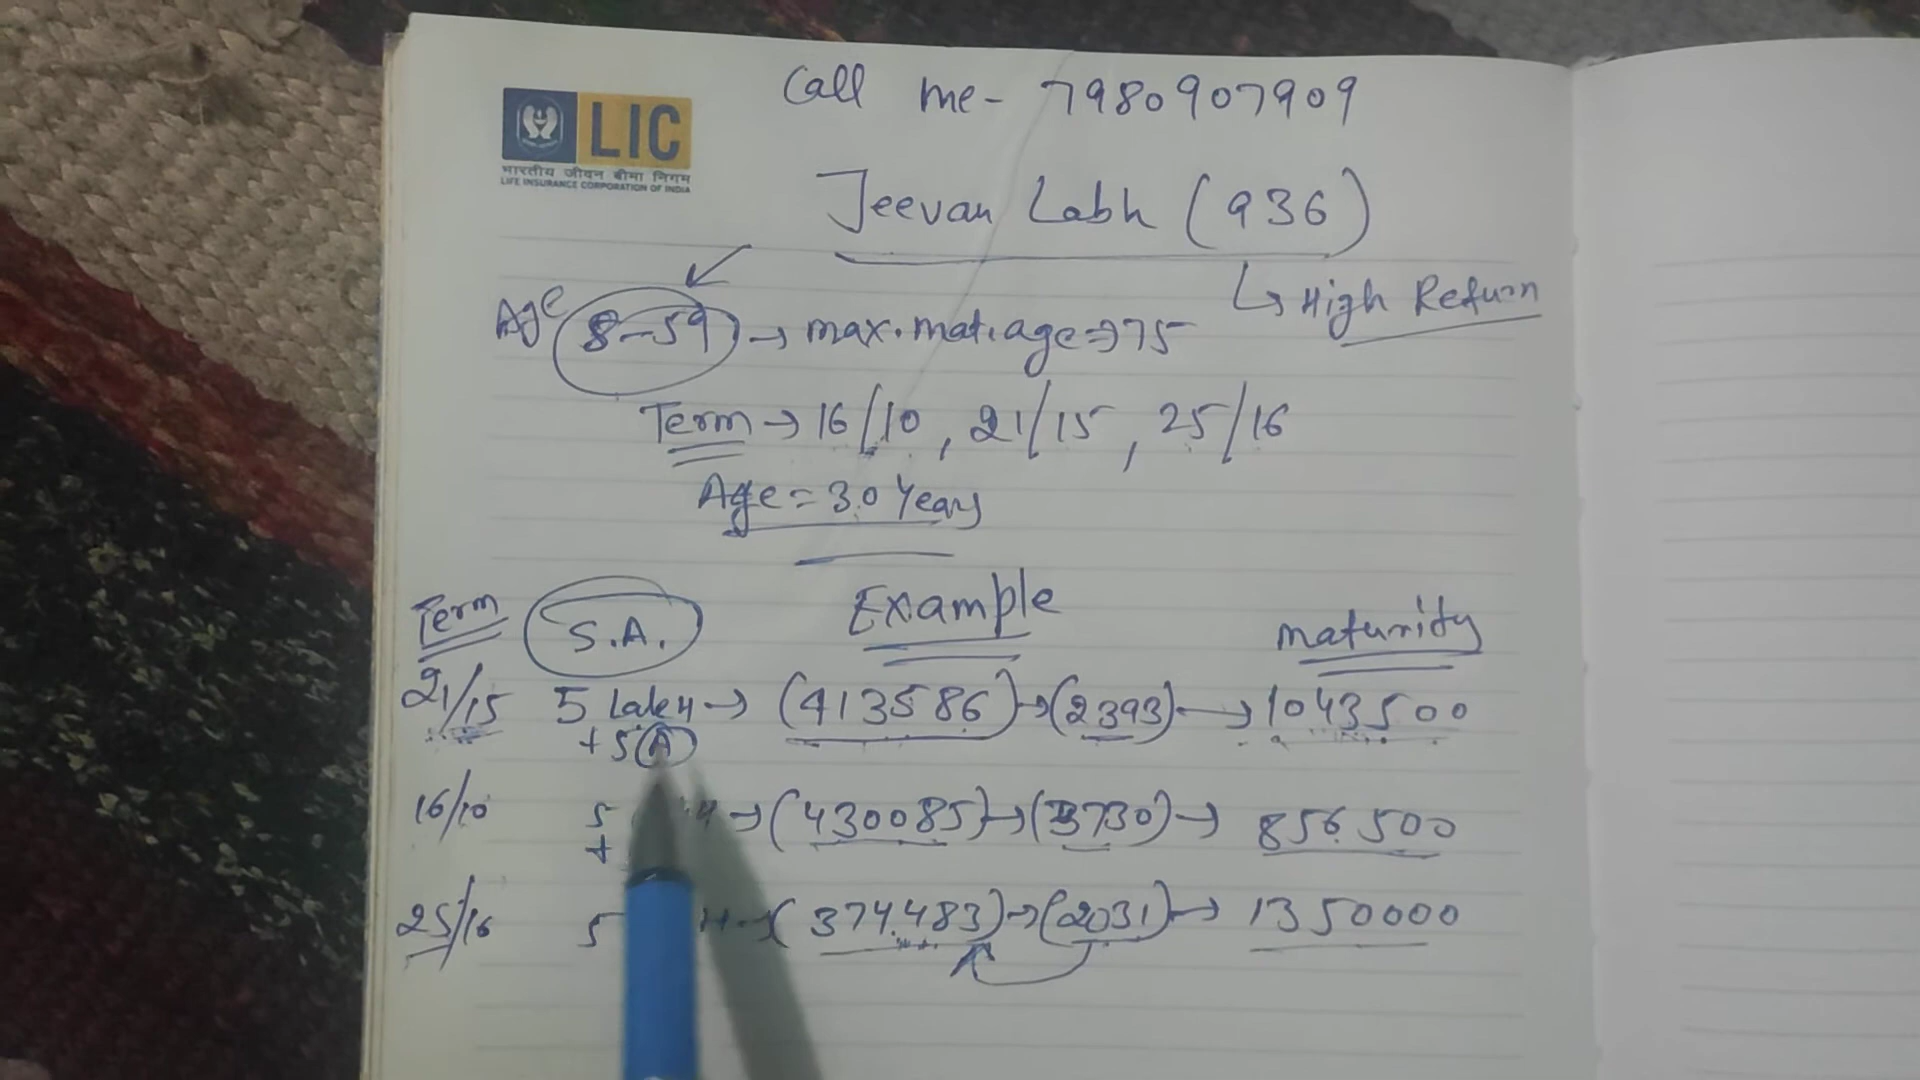 Call me- 7980907909
LIC
भारतीय जीवन बीमा निगम
LIFE INSURANCE CORPORATION OF INDIA
Jeevan Labh (936)
↳ High Return
Age 8-59 → max. mat. age ⇒ 75
Term → 16/10, 21/15, 25/16
Age = 30 Years
Term S.A. Example maturity
21/15 5 Lakh → (413586) → (2393) → 1043500
+5 A
16/10 5 → (430085) → (3730) → 856500
+
25/16 5 → (374483) → (2031) → 1350000